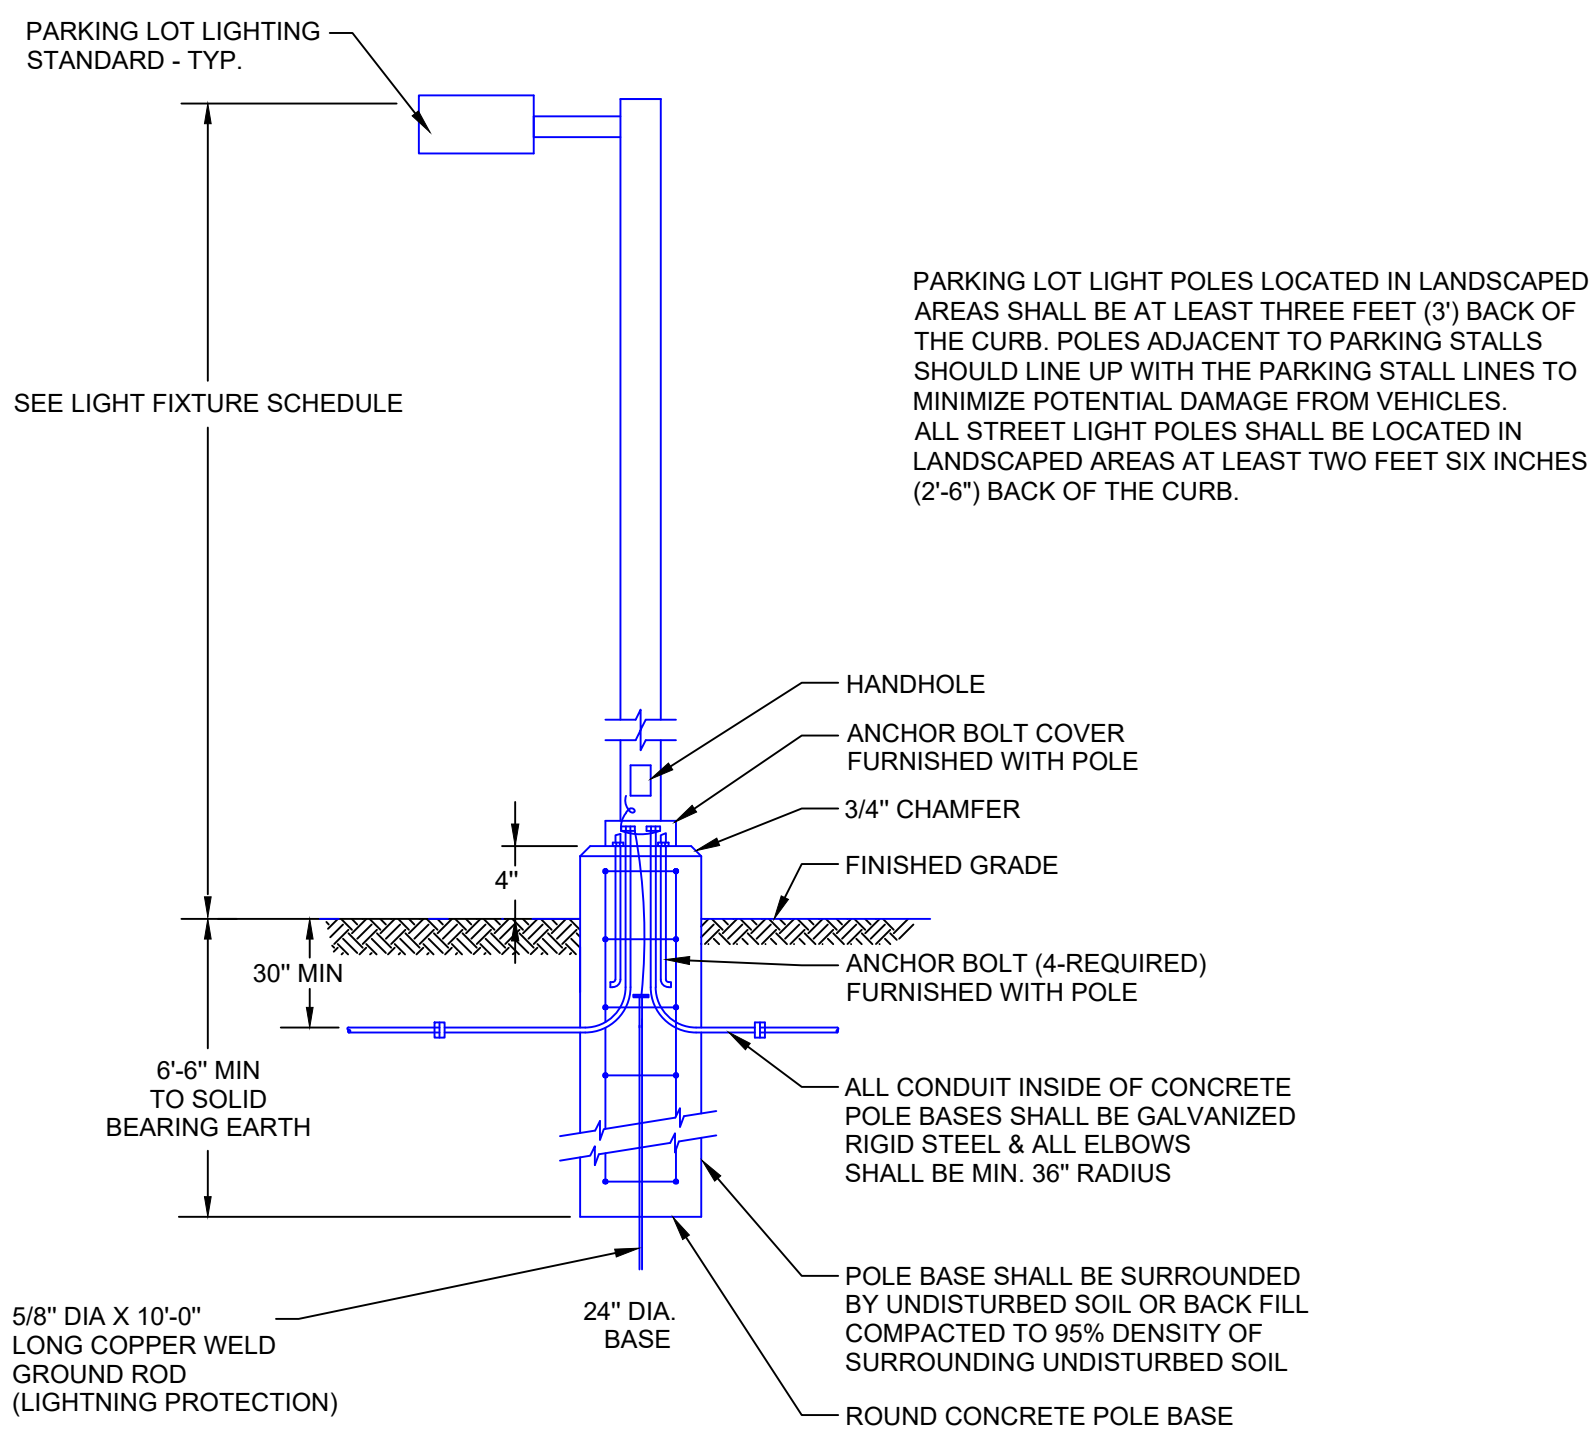 PARKING LOT LIGHTING
STANDARD - TYP.
SEE LIGHT FIXTURE SCHEDULE
PARKING LOT LIGHT POLES LOCATED IN LANDSCAPED
AREAS SHALL BE AT LEAST THREE FEET (3') BACK OF
THE CURB. POLES ADJACENT TO PARKING STALLS
SHOULD LINE UP WITH THE PARKING STALL LINES TO
MINIMIZE POTENTIAL DAMAGE FROM VEHICLES.
ALL STREET LIGHT POLES SHALL BE LOCATED IN
LANDSCAPED AREAS AT LEAST TWO FEET SIX INCHES
(2'-6") BACK OF THE CURB.
HANDHOLE
ANCHOR BOLT COVER
FURNISHED WITH POLE
3/4" CHAMFER
FINISHED GRADE
4"
30" MIN
ANCHOR BOLT (4-REQUIRED)
FURNISHED WITH POLE
6'-6" MIN
TO SOLID
BEARING EARTH
ALL CONDUIT INSIDE OF CONCRETE
POLE BASES SHALL BE GALVANIZED
RIGID STEEL & ALL ELBOWS
SHALL BE MIN. 36" RADIUS
POLE BASE SHALL BE SURROUNDED
BY UNDISTURBED SOIL OR BACK FILL
COMPACTED TO 95% DENSITY OF
SURROUNDING UNDISTURBED SOIL
5/8" DIA X 10'-0"
LONG COPPER WELD
GROUND ROD
(LIGHTNING PROTECTION)
24" DIA.
BASE
ROUND CONCRETE POLE BASE